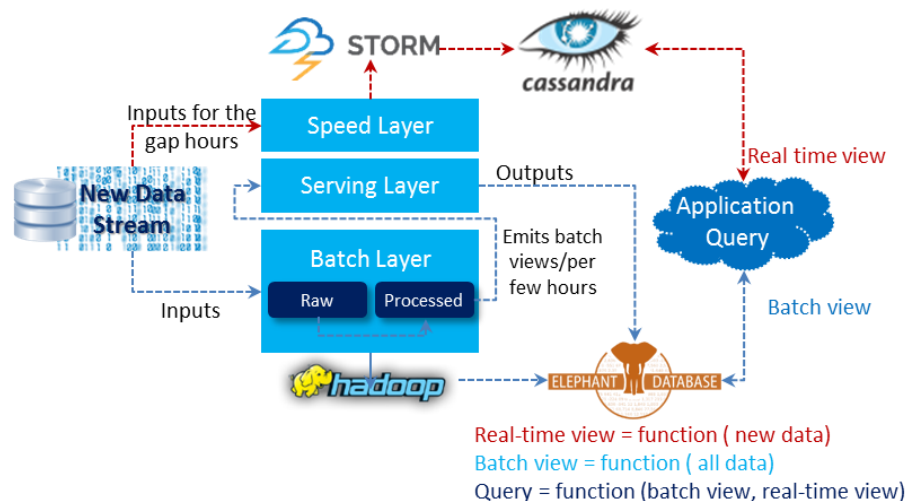 STORM
cassandra
Inputs for the
gap hours
Speed Layer
Real time view
New Data
Stream
Serving Layer
Outputs
Application
Query
Emits batch
views/per
few hours
Batch Layer
Raw
Processed
Inputs
Batch view
hadoop
ELEPHANT DATABASE
Real-time view = function ( new data)
Batch view = function ( all data)
Query = function (batch view, real-time view)